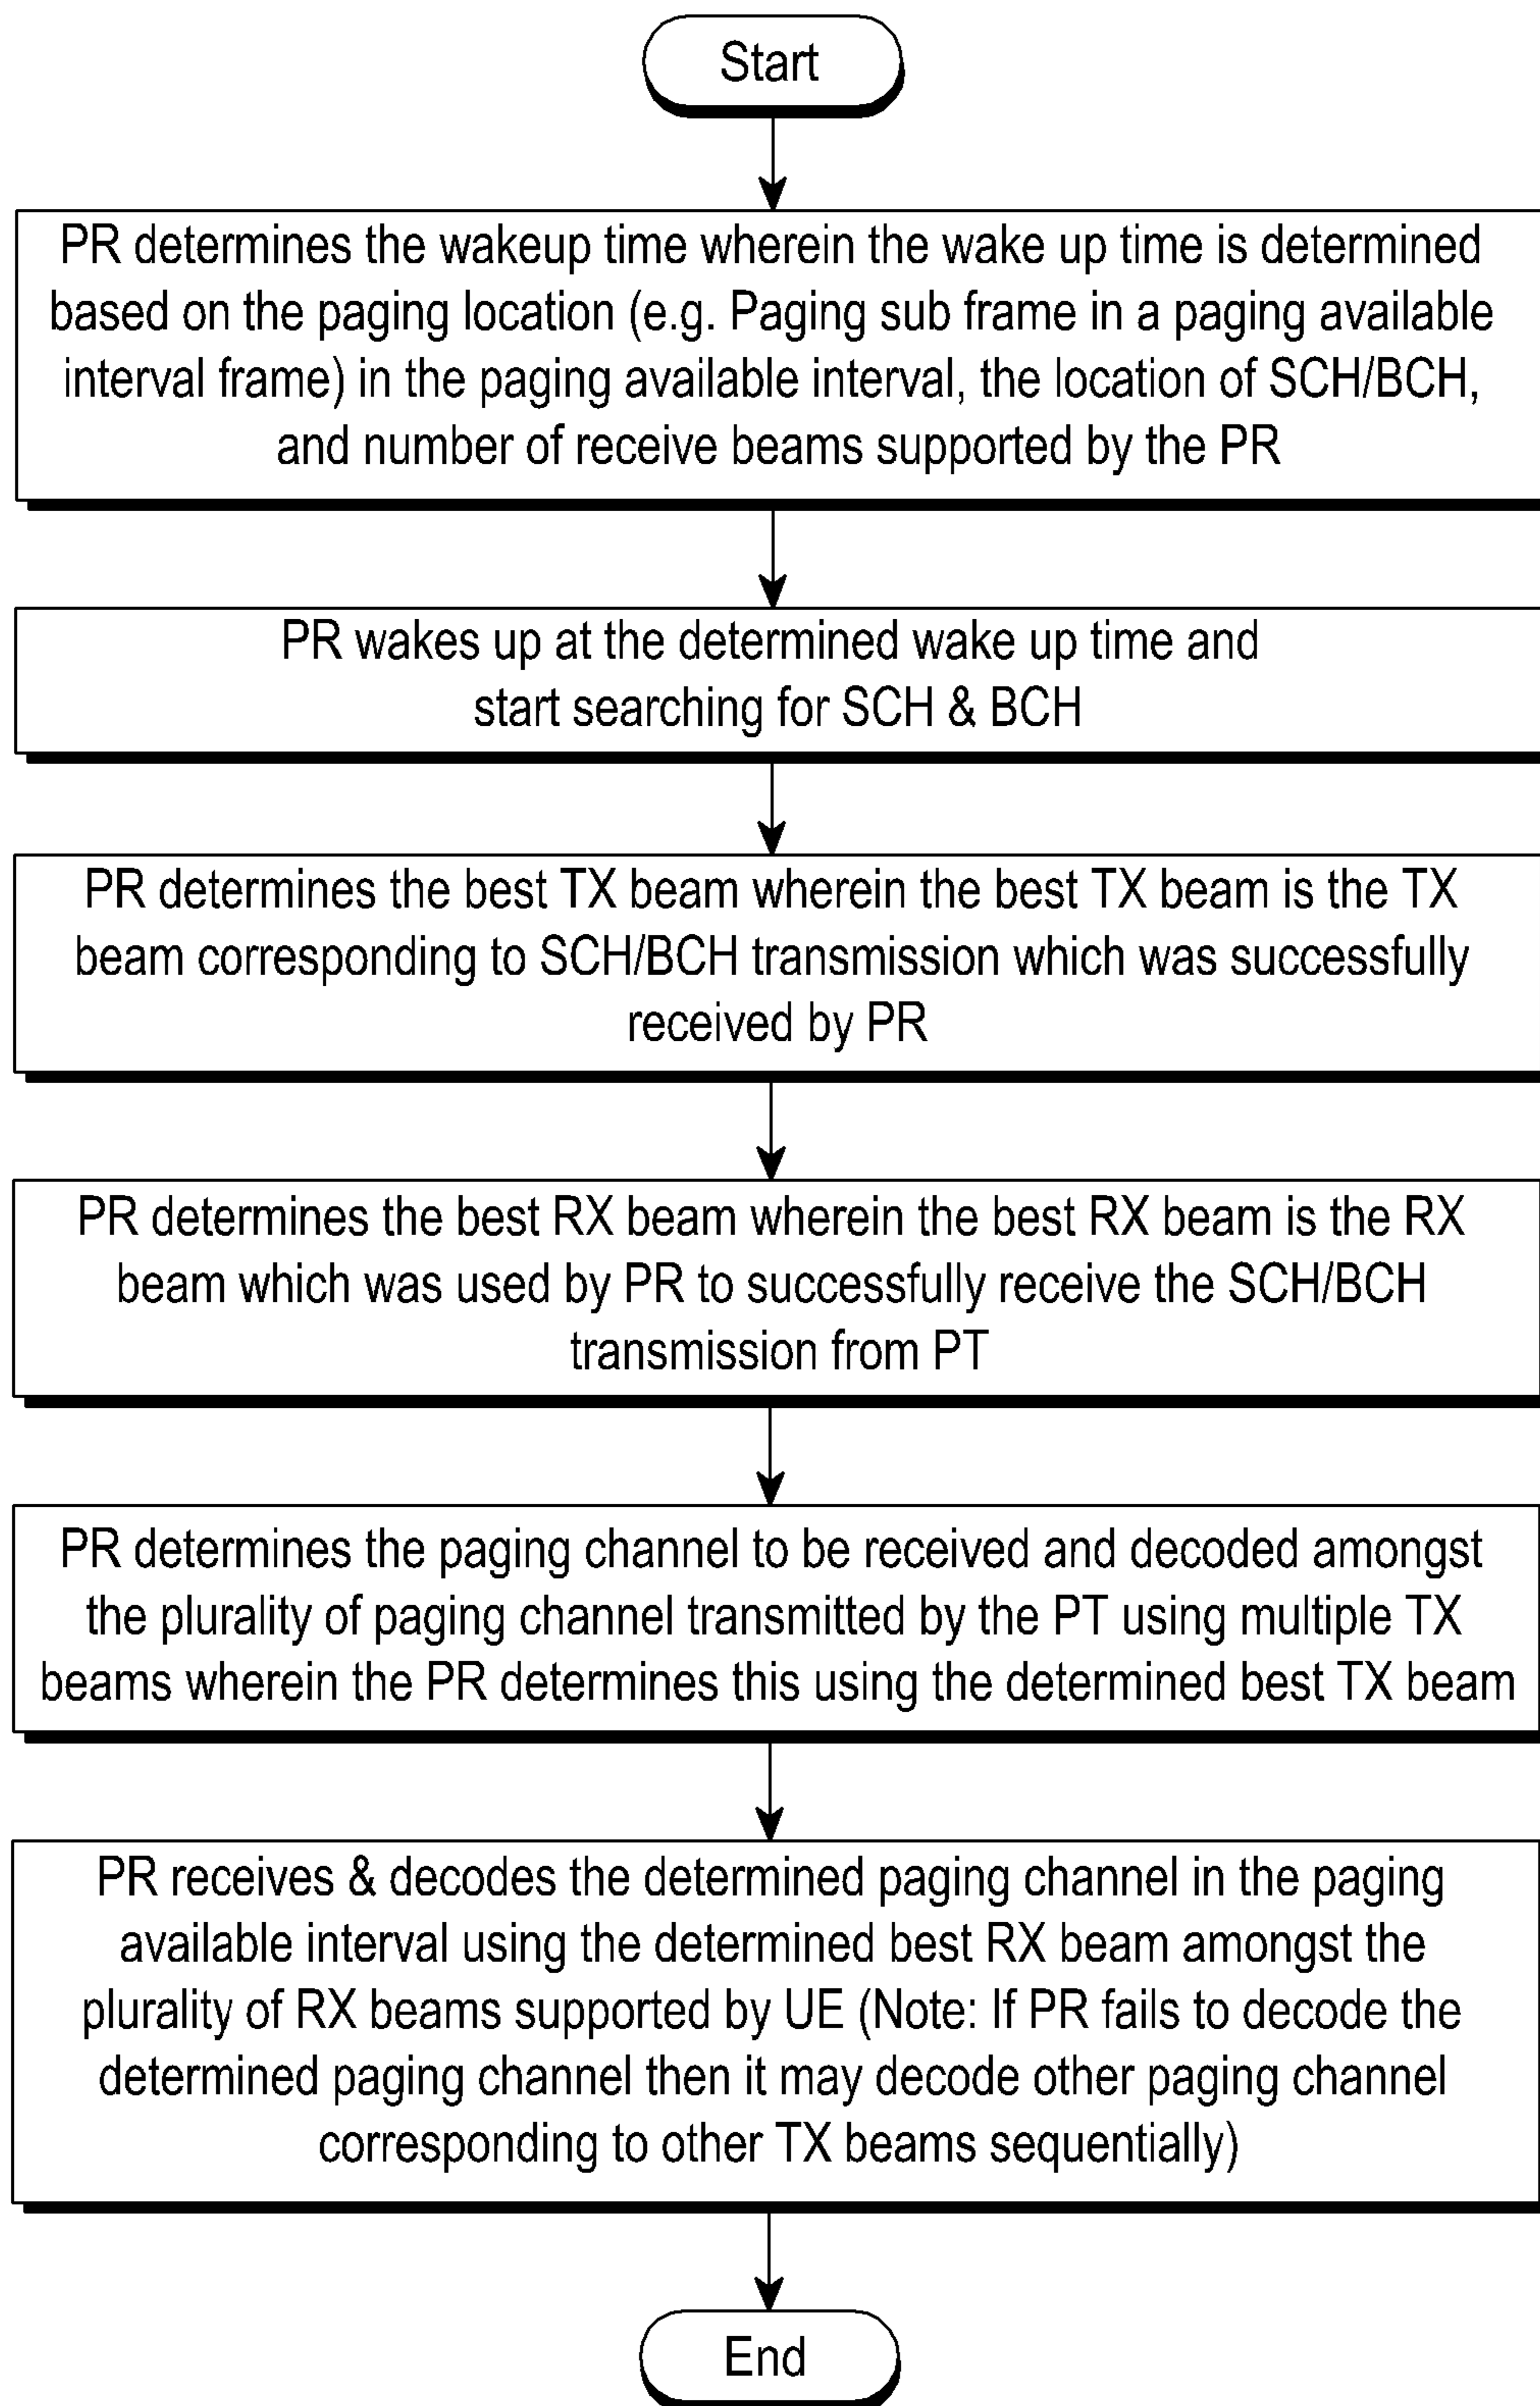 Start
PR determines the wakeup time wherein the wake up time is determined
based on the paging location (e.g. Paging sub frame in a paging available
interval frame) in the paging available interval, the location of SCH/BCH,
and number of receive beams supported by the PR
PR wakes up at the determined wake up time and
start searching for SCH & BCH
PR determines the best TX beam wherein the best TX beam is the TX
beam corresponding to SCH/BCH transmission which was successfully
received by PR
PR determines the best RX beam wherein the best RX beam is the RX
beam which was used by PR to successfully receive the SCH/BCH
transmission from PT
PR determines the paging channel to be received and decoded amongst
the plurality of paging channel transmitted by the PT using multiple TX
beams wherein the PR determines this using the determined best TX beam
PR receives & decodes the determined paging channel in the paging
available interval using the determined best RX beam amongst the
plurality of RX beams supported by UE (Note: If PR fails to decode the
determined paging channel then it may decode other paging channel
corresponding to other TX beams sequentially)
End